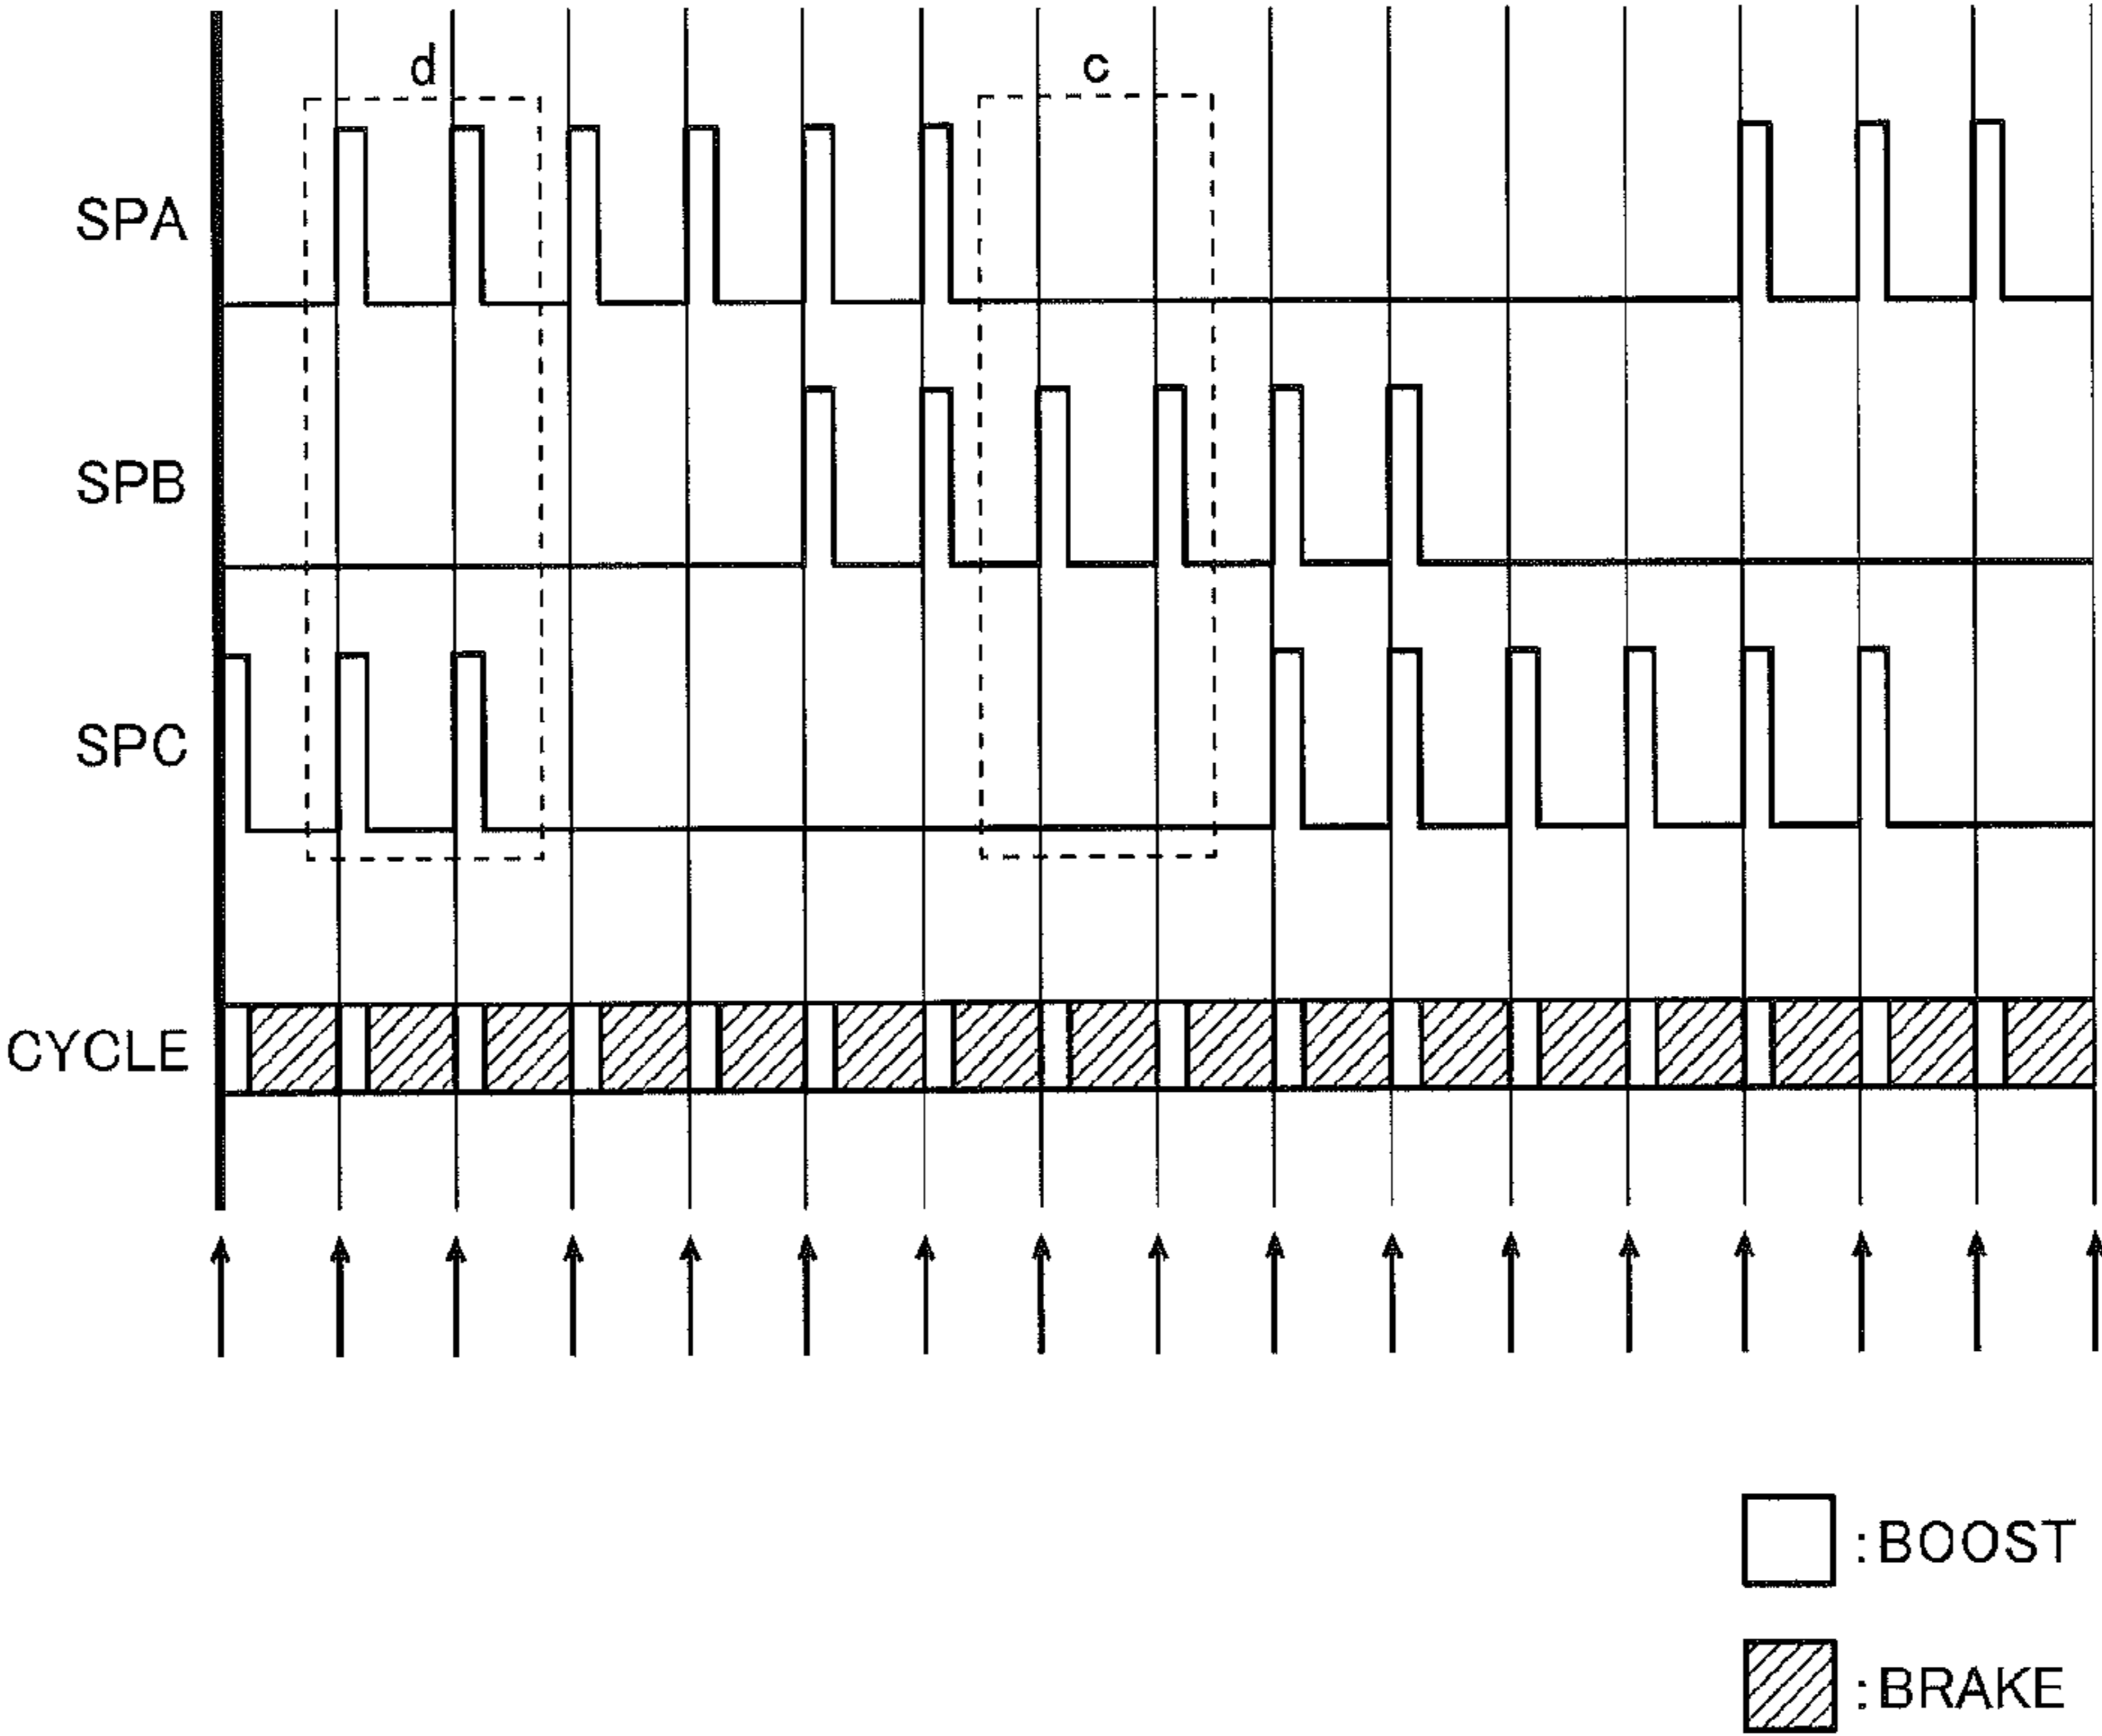 d
c
SPA
SPB
SPC
CYCLE
:BOOST
:BRAKE